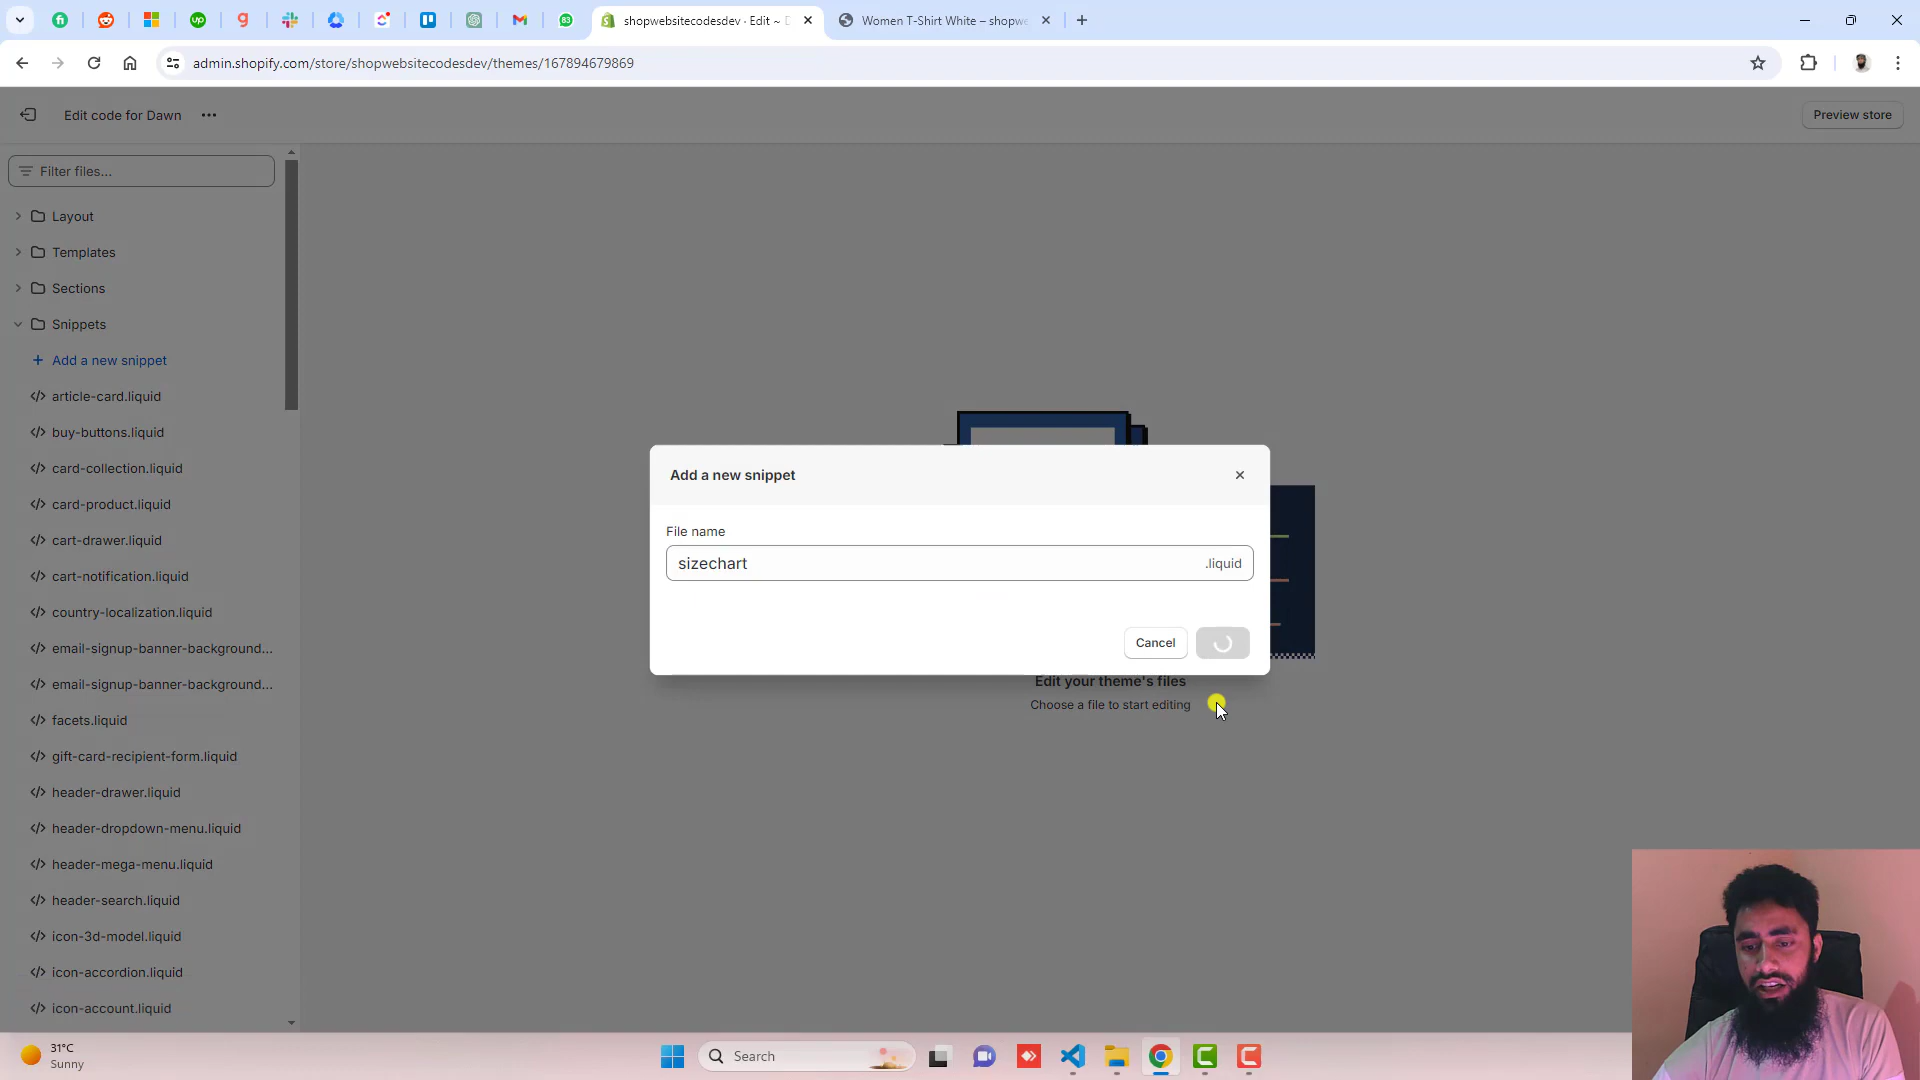 shopwebsitecodesdev · Edit ~ D
Women T-Shirt White – shopwe
admin.shopify.com/store/shopwebsitecodesdev/themes/167894679869
Edit code for Dawn
Preview store
Filter files...
Layout
Templates
Sections
Snippets
Add a new snippet
article-card.liquid
buy-buttons.liquid
card-collection.liquid
card-product.liquid
cart-drawer.liquid
cart-notification.liquid
country-localization.liquid
email-signup-banner-background...
email-signup-banner-background...
facets.liquid
gift-card-recipient-form.liquid
header-drawer.liquid
header-dropdown-menu.liquid
header-mega-menu.liquid
header-search.liquid
icon-3d-model.liquid
icon-accordion.liquid
icon-account.liquid
Add a new snippet
File name
sizechart
.liquid
Cancel
Edit your theme's files
Choose a file to start editing
31°C
Sunny
Search